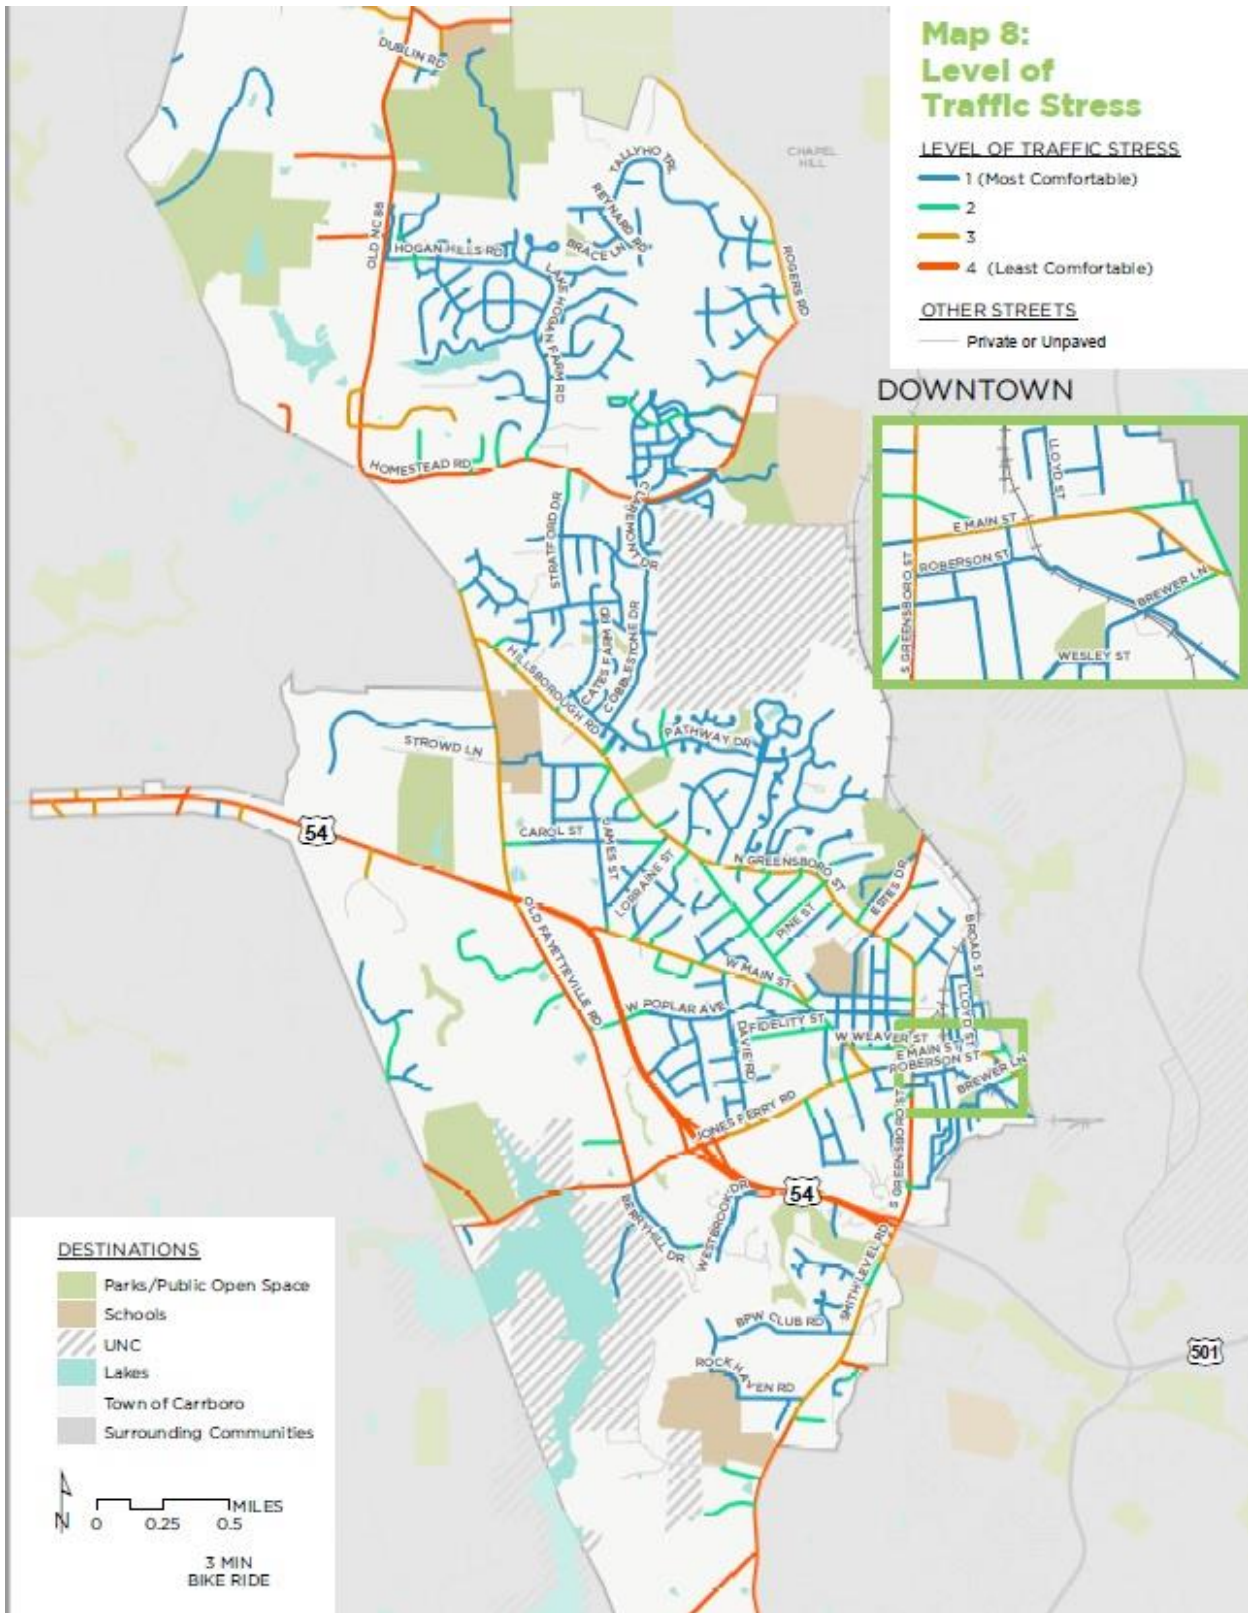 Map 8:
Level of
Traffic Stress
LEVEL OF TRAFFIC STRESS
1 (Most Comfortable)
2
3
4 (Least Comfortable)
OTHER STREETS
Private or Unpaved
DUBLIN RD
CHAPEL
HILL
TALLYHO TRL
REYNARD RD
BRACE LN
OLD NC 86
HOGAN HILLS RD
LAKE HOGAN FARM RD
ROGERS RD
HOMESTEAD RD
CLAREMONT DR
STRATFORD DR
CATES FARM RD
COBBLESTONE DR
HILLSBOROUGH RD
PATHWAY DR
STROWD LN
54
CAROL ST
JAMES ST
LORRAINE ST
N GREENSBORO ST
PINE ST
ESTES DR
OLD FAYETTEVILLE RD
W MAIN ST
BROAD ST
LLOYD ST
W POPLAR AVE
FIDELITY ST
DAVIE RD
W WEAVER ST
E MAIN ST
ROBERSON ST
BREWER LN
JONES FERRY RD
S GREENSBORO ST
54
BERRYHILL DR
WESTBROOK DR
SMITH LEVEL RD
BPW CLUB RD
ROCK HAVEN RD
501
DOWNTOWN
LLOYD ST
E MAIN ST
ROBERSON ST
S GREENSBORO ST
BREWER LN
WESLEY ST
DESTINATIONS
Parks/Public Open Space
Schools
UNC
Lakes
Town of Carrboro
Surrounding Communities
N
MILES
0 0.25 0.5
3 MIN
BIKE RIDE